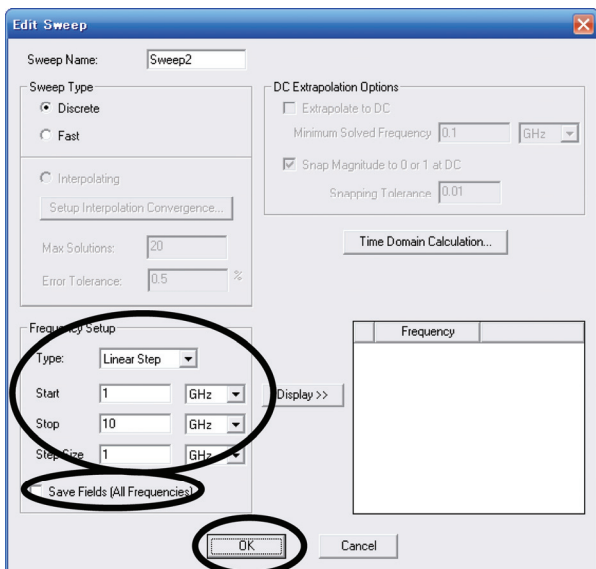 Edit Sweep
Sweep Name: Sweep2
Sweep Type
Discrete
Fast
Interpolating
Setup Interpolation Convergence...
Max Solutions: 20
Error Tolerance: 0.5 %
DC Extrapolation Options
Extrapolate to DC
Minimum Solved Frequency 0.1 GHz
Snap Magnitude to 0 or 1 at DC
Snapping Tolerance 0.01
Time Domain Calculation...
Frequency Setup
Type: Linear Step
Start 1 GHz
Stop 10 GHz
Step Size 1 GHz
Save Fields (All Frequencies)
Display >>
Frequency
OK
Cancel